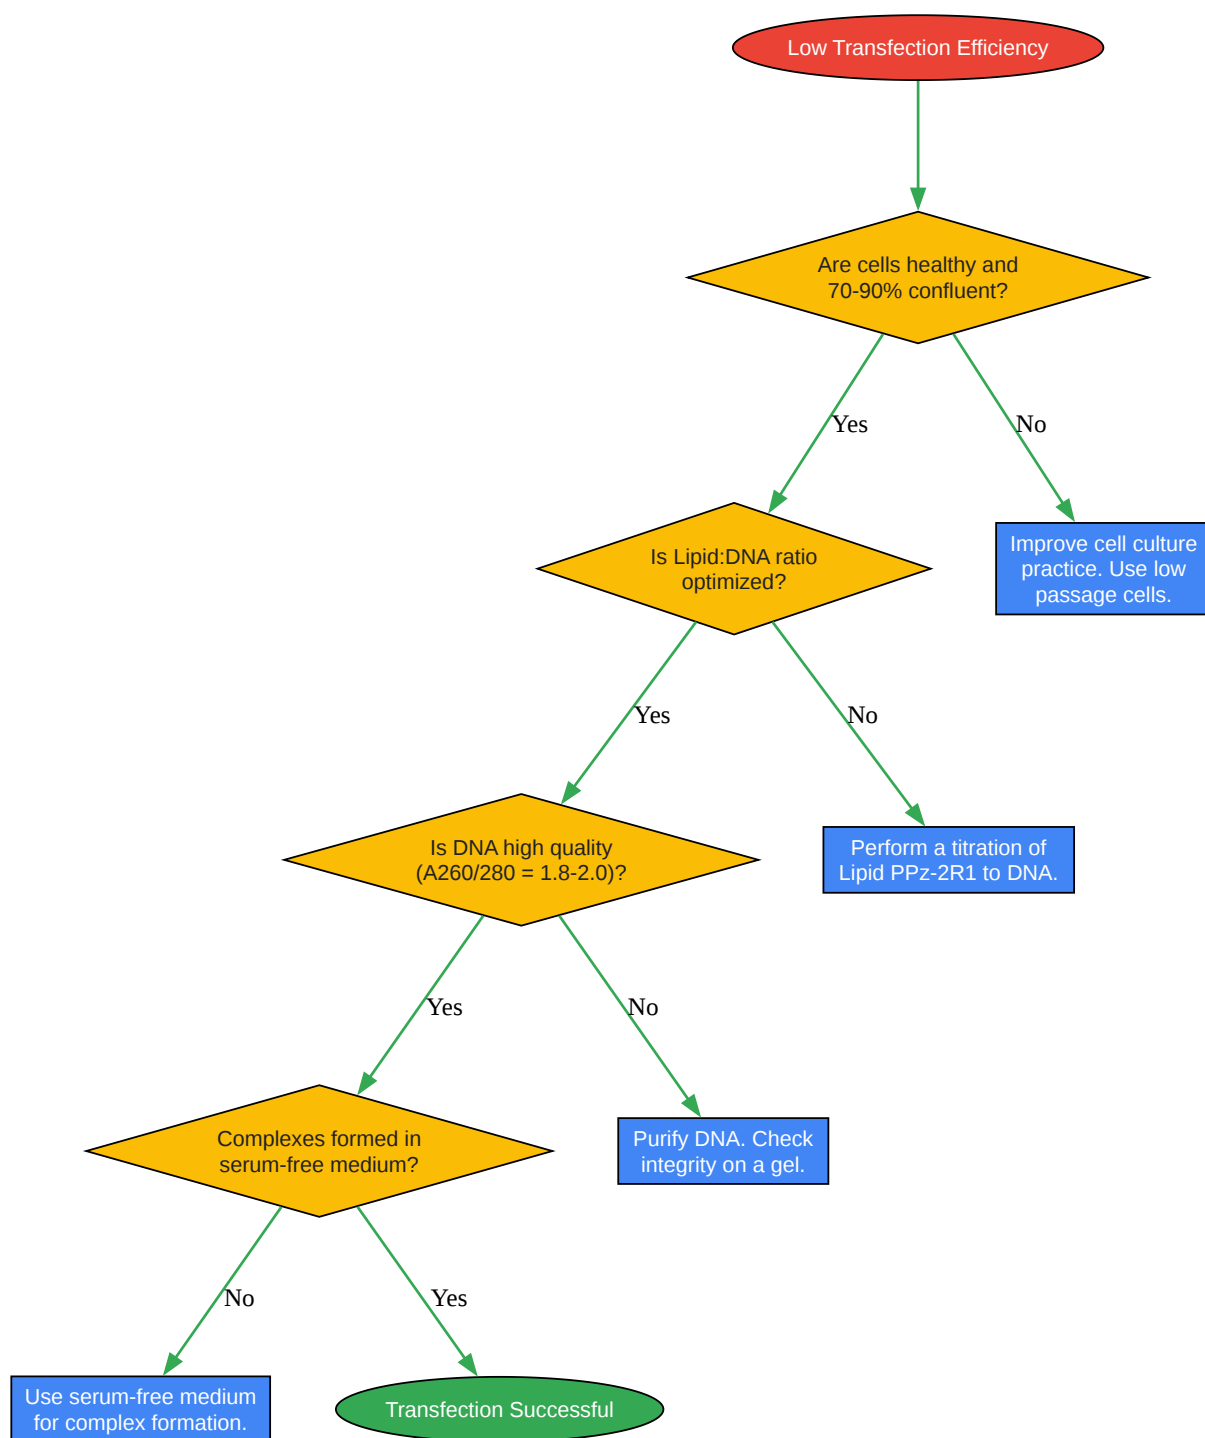 Low Transfection Efficiency
Are cells healthy and
70-90% confluent?
Yes
No
Is Lipid:DNA ratio
optimized?
Improve cell culture
practice. Use low
passage cells.
Yes
No
Is DNA high quality
(A260/280 = 1.8-2.0)?
Perform a titration of
Lipid PPz-2R1 to DNA.
Yes
No
Complexes formed in
serum-free medium?
Purify DNA. Check
integrity on a gel.
No
Yes
Use serum-free medium
for complex formation.
Transfection Successful